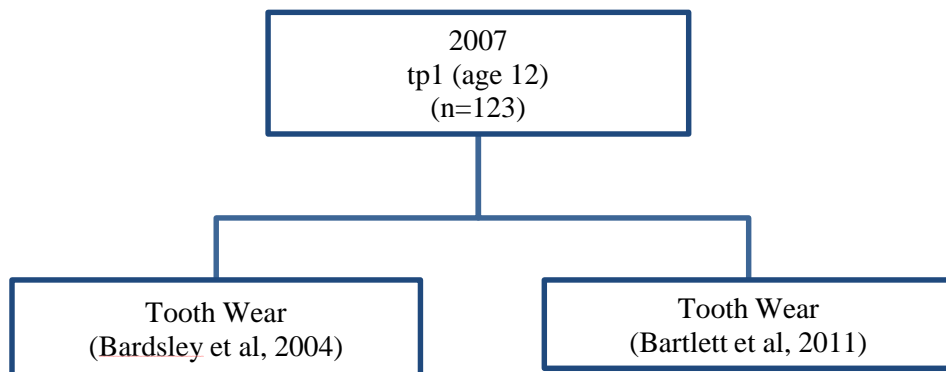 2007
tp1 (age 12)
(n=123)
Tooth Wear
(Bardsley et al, 2004)
Tooth Wear
(Bartlett et al, 2011)